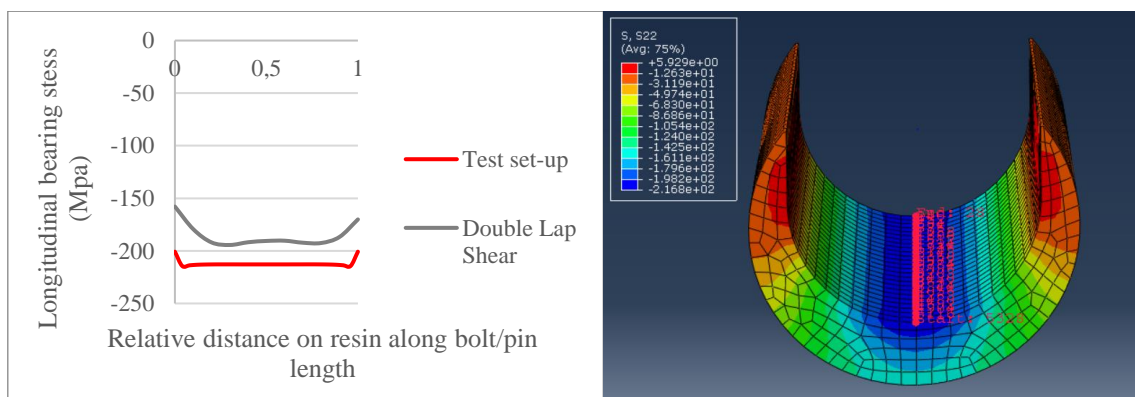 0
-50
-100
-150
-200
-250
0
0,5
1
Longitudinal bearing stess
(Mpa)
Relative distance on resin along bolt/pin
length
Test set-up
Double Lap
Shear
S, S22
(Avg: 75%)
+5.929e+00
-1.263e+01
-3.119e+01
-4.974e+01
-6.830e+01
-8.686e+01
-1.054e+02
-1.240e+02
-1.425e+02
-1.611e+02
-1.796e+02
-1.982e+02
-2.168e+02